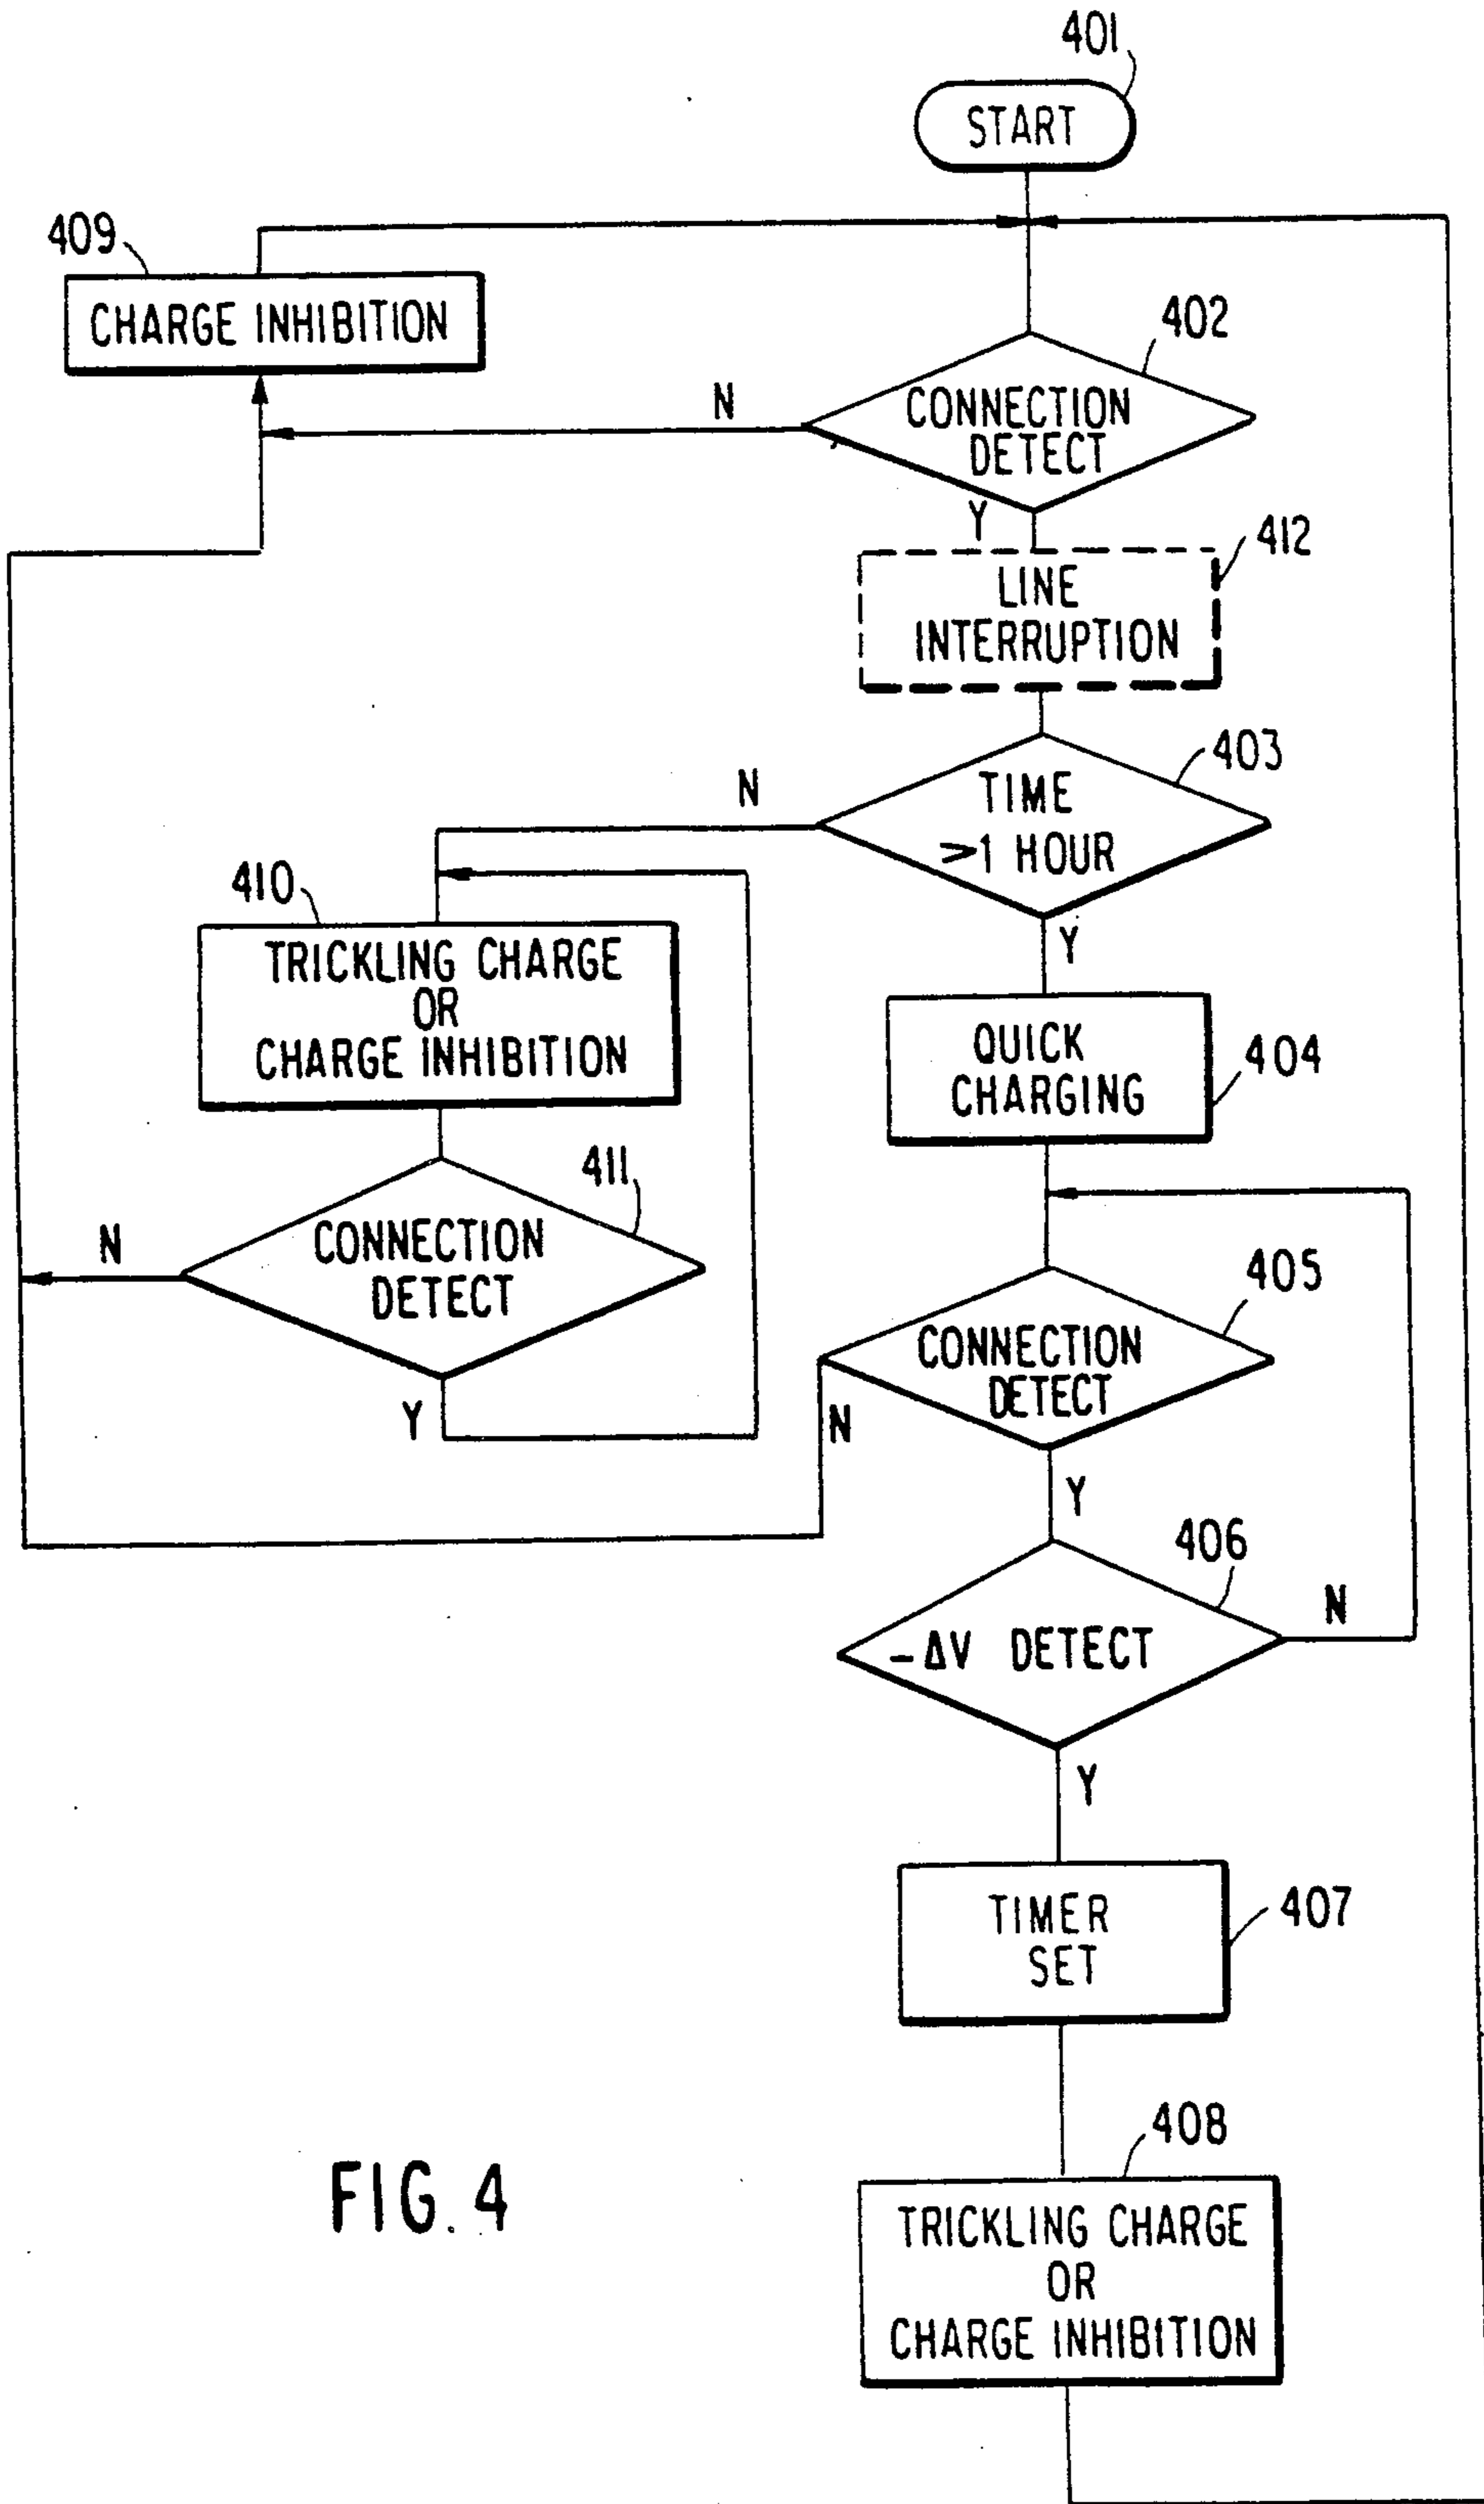 401
START
409
CHARGE INHIBITION
402
N
CONNECTION
DETECT
Y
412
LINE
INTERRUPTION
403
N
TIME
>1 HOUR
Y
410
TRICKLING CHARGE
OR
CHARGE INHIBITION
QUICK
CHARGING
404
411
N
CONNECTION
DETECT
Y
405
CONNECTION
DETECT
N
Y
406
N
-ΔV DETECT
Y
TIMER
SET
407
408
TRICKLING CHARGE
OR
CHARGE INHIBITION
FIG. 4